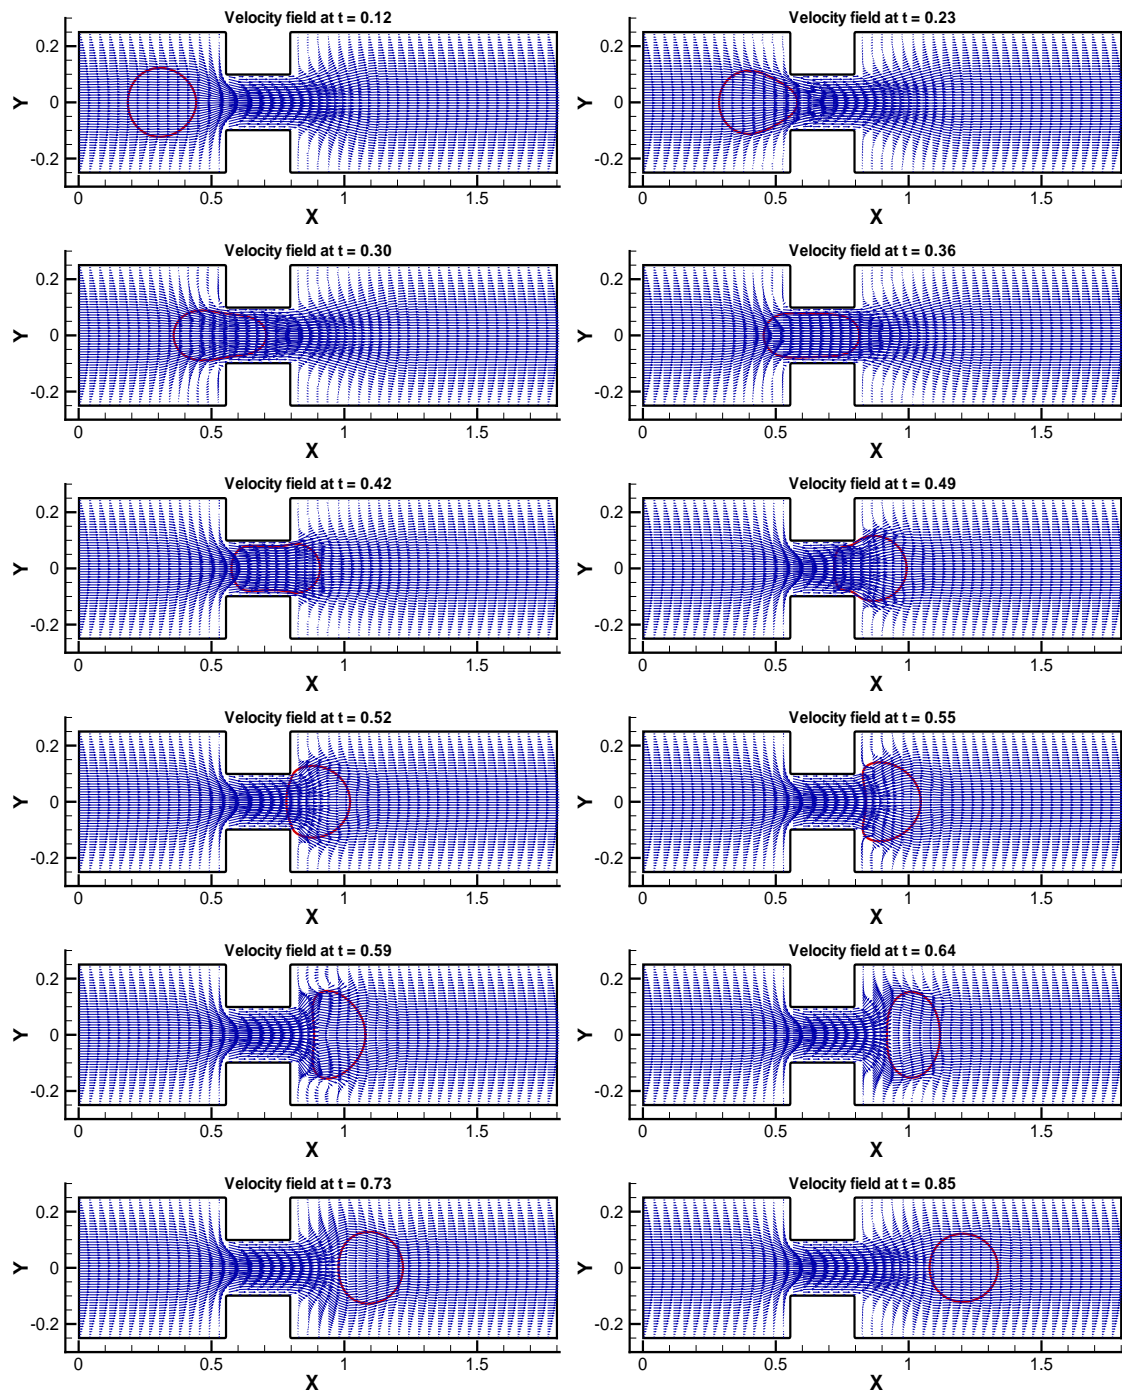 Velocity field at t = 0.12
Y
0.2
0
-0.2
0 0.5 1 1.5
X
Velocity field at t = 0.23
Y
0.2
0
-0.2
0 0.5 1 1.5
X
Velocity field at t = 0.30
Y
0.2
0
-0.2
0 0.5 1 1.5
X
Velocity field at t = 0.36
Y
0.2
0
-0.2
0 0.5 1 1.5
X
Velocity field at t = 0.42
Y
0.2
0
-0.2
0 0.5 1 1.5
X
Velocity field at t = 0.49
Y
0.2
0
-0.2
0 0.5 1 1.5
X
Velocity field at t = 0.52
Y
0.2
0
-0.2
0 0.5 1 1.5
X
Velocity field at t = 0.55
Y
0.2
0
-0.2
0 0.5 1 1.5
X
Velocity field at t = 0.59
Y
0.2
0
-0.2
0 0.5 1 1.5
X
Velocity field at t = 0.64
Y
0.2
0
-0.2
0 0.5 1 1.5
X
Velocity field at t = 0.73
Y
0.2
0
-0.2
0 0.5 1 1.5
X
Velocity field at t = 0.85
Y
0.2
0
-0.2
0 0.5 1 1.5
X